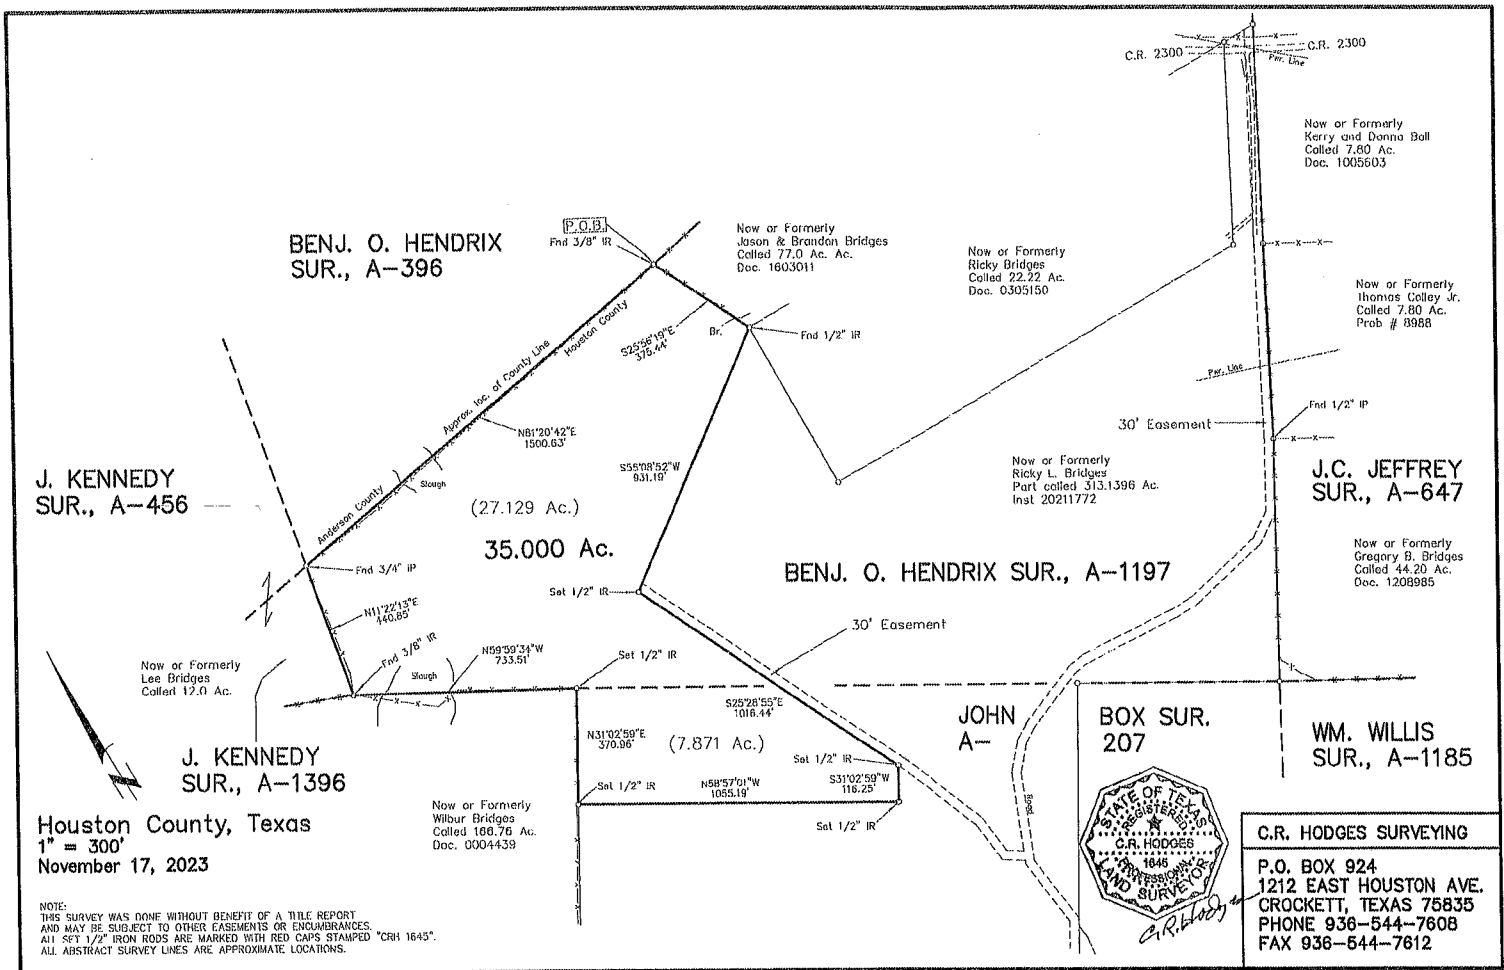 C.R. 2300
C.R. 2300
Pwr. Line
Now or Formerly
Kerry and Donna Ball
Called 7.80 Ac.
Doc. 1005603
P.O.B.
Fnd 3/8" IR
BENJ. O. HENDRIX
SUR., A-396
Now or Formerly
Jason & Brandon Bridges
Called 77.0 Ac. Ac.
Doc. 1603011
Now or Formerly
Ricky Bridges
Called 22.22 Ac.
Doc. 0305150
Now or Formerly
Thomas Colley Jr.
Called 7.80 Ac.
Prob # 8988
Houston County
S25°56'19"E
375.44'
Br.
Fnd 1/2" IR
Approx. loc. of County Line
Pwr. Line
Fnd 1/2" IP
30' Easement
N81°20'42"E
1500.63'
Slough
Anderson County
S55°08'52"W
931.19'
J. KENNEDY
SUR., A-456
Now or Formerly
Ricky L. Bridges
Part called 313.1396 Ac.
Inst 20211772
J.C. JEFFREY
SUR., A-647
(27.129 Ac.)
35.000 Ac.
Now or Formerly
Gregory B. Bridges
Called 44.20 Ac.
Doc. 1208985
Fnd 3/4" IP
BENJ. O. HENDRIX SUR., A-1197
Set 1/2" IR
N11°22'13"E
440.85'
30' Easement
Fnd 3/8" IR
N59°59'34"W
733.51'
Set 1/2" IR
Slough
Now or Formerly
Lee Bridges
Called 12.0 Ac.
S25°28'55"E
1016.44'
JOHN
A-
BOX SUR.
207
WM. WILLIS
SUR., A-1185
N31°02'59"E
370.96'
(7.871 Ac.)
J. KENNEDY
SUR., A-1396
Set 1/2" IR
Set 1/2" IR
N58°57'01"W
1055.19'
S31°02'59"W
116.25'
Set 1/2" IR
Road
Now or Formerly
Wilbur Bridges
Called 166.76 Ac.
Doc. 0004439
N
Houston County, Texas
1" = 300'
November 17, 2023
STATE OF TEXAS
REGISTERED
C.R. HODGES
1645
PROFESSIONAL
LAND SURVEYOR
C.R. Hodges
C.R. HODGES SURVEYING
P.O. BOX 924
1212 EAST HOUSTON AVE.
CROCKETT, TEXAS 75835
PHONE 936-544-7608
FAX 936-544-7612
NOTE:
THIS SURVEY WAS DONE WITHOUT BENEFIT OF A TITLE REPORT
AND MAY BE SUBJECT TO OTHER EASEMENTS OR ENCUMBRANCES.
ALL SET 1/2" IRON RODS ARE MARKED WITH RED CAPS STAMPED "CRH 1645".
ALL ABSTRACT SURVEY LINES ARE APPROXIMATE LOCATIONS.